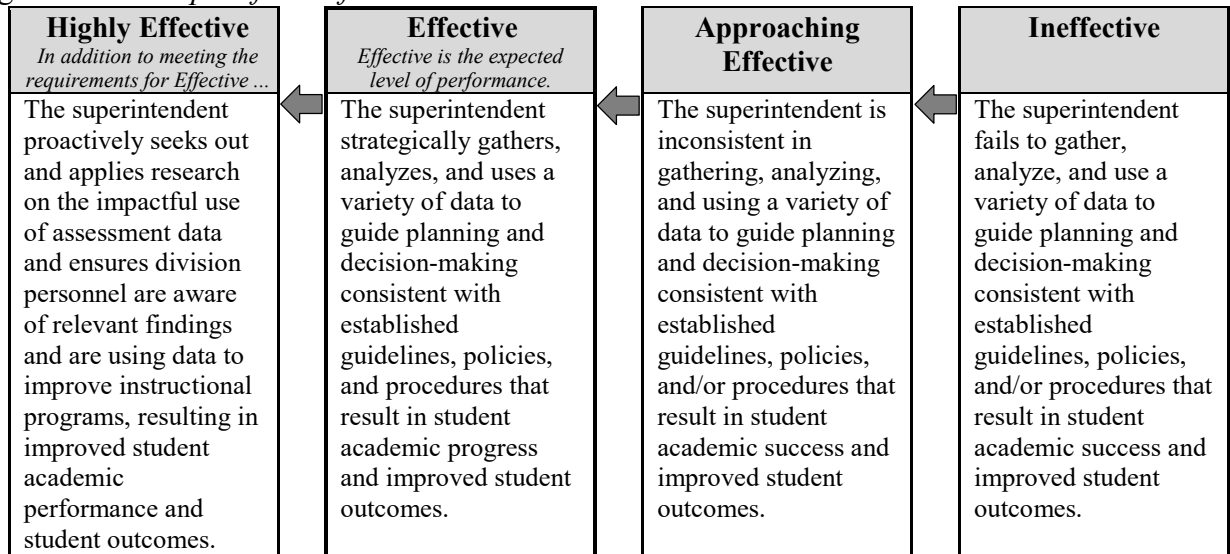 Highly Effective
In addition to meeting the
requirements for Effective ...
The superintendent
proactively seeks out
and applies research
on the impactful use
of assessment data
and ensures division
personnel are aware
of relevant findings
and are using data to
improve instructional
programs, resulting in
improved student
academic
performance and
student outcomes.
Effective
Effective is the expected
level of performance.
The superintendent
strategically gathers,
analyzes, and uses a
variety of data to
guide planning and
decision-making
consistent with
established
guidelines, policies,
and procedures that
result in student
academic progress
and improved student
outcomes.
Approaching
Effective
The superintendent is
inconsistent in
gathering, analyzing,
and using a variety of
data to guide planning
and decision-making
consistent with
established
guidelines, policies,
and/or procedures that
result in student
academic success and
improved student
outcomes.
Ineffective
The superintendent
fails to gather,
analyze, and use a
variety of data to
guide planning and
decision-making
consistent with
established
guidelines, policies,
and/or procedures that
result in student
academic success and
improved student
outcomes.